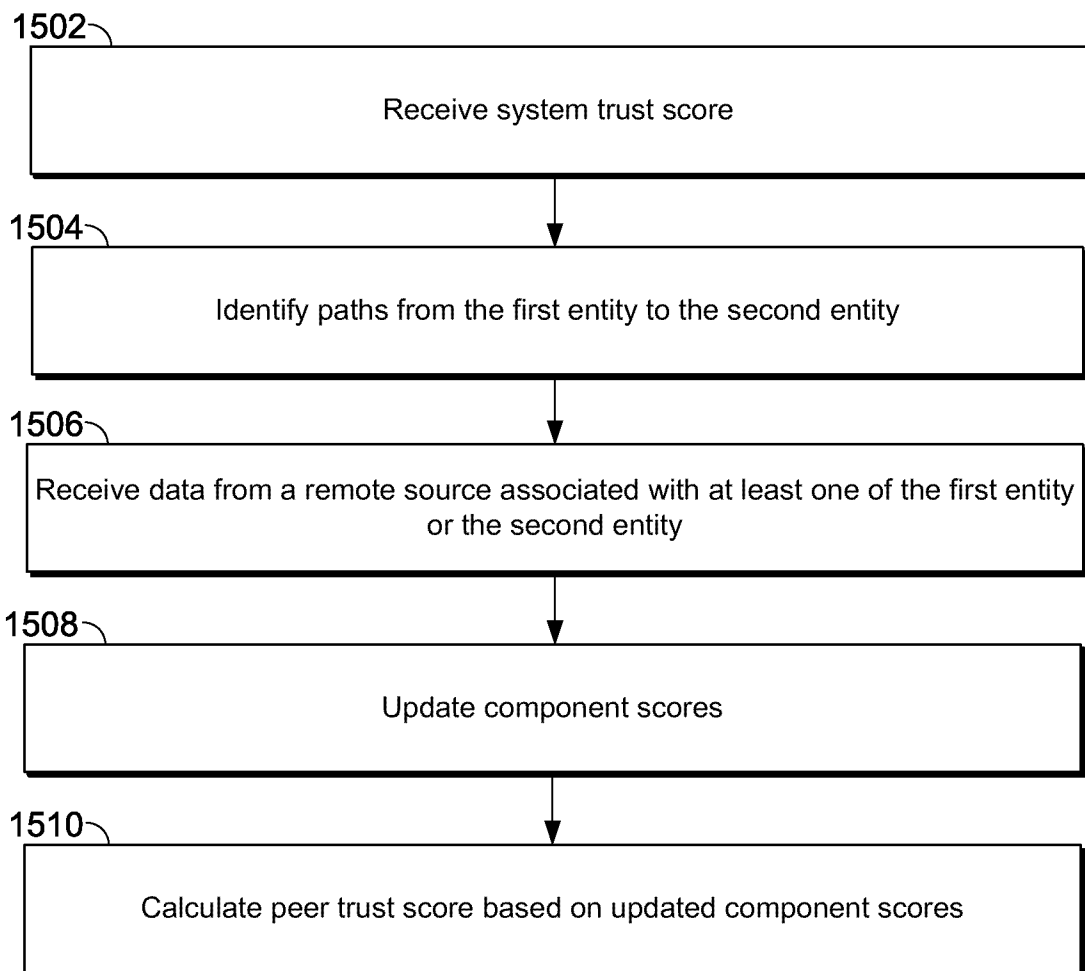 1502
Receive system trust score
1504
Identify paths from the first entity to the second entity
1506
Receive data from a remote source associated with at least one of the first entity
or the second entity
1508
Update component scores
1510
Calculate peer trust score based on updated component scores